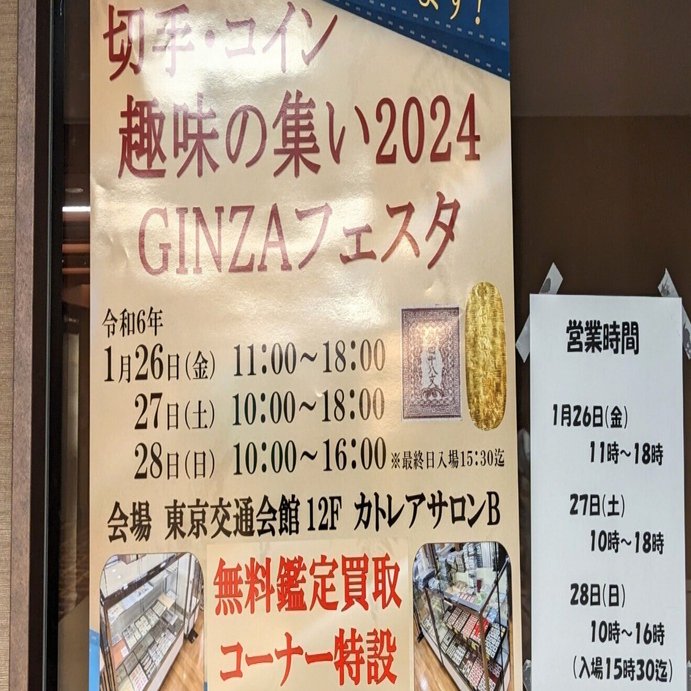 ます!
切手・コイン
趣味の集い2024
GINZAフェスタ
令和6年
1月26日(金) 11:00～18:00
27日(土) 10:00～18:00
28日(日) 10:00～16:00 ※最終日入場15:30迄
会場 東京交通会館12F カトレアサロンB
無料鑑定買取
コーナー特設
営業時間
1月26日(金)
11時～18時
27日(土)
10時～18時
28日(日)
10時～16時
(入場15時30迄)